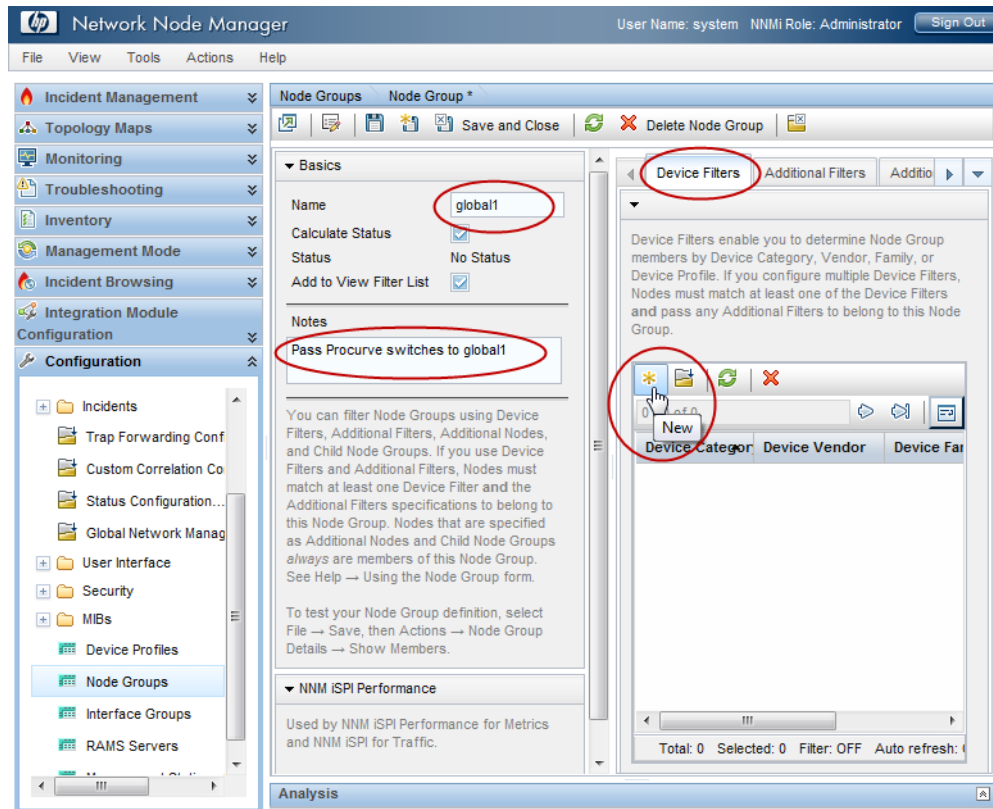 hp Network Node Manager
User Name: system NNMi Role: Administrator Sign Out
File View Tools Actions Help
Incident Management
Topology Maps
Monitoring
Troubleshooting
Inventory
Management Mode
Incident Browsing
Integration Module
Configuration
Configuration
Incidents
Trap Forwarding Conf
Custom Correlation Co
Status Configuration...
Global Network Manag
User Interface
Security
MIBs
Device Profiles
Node Groups
Interface Groups
RAMS Servers
Node Groups Node Group *
Save and Close Delete Node Group
Basics
Name global1
Calculate Status
Status No Status
Add to View Filter List
Notes
Pass Procurve switches to global1
You can filter Node Groups using Device
Filters, Additional Filters, Additional Nodes,
and Child Node Groups. If you use Device
Filters and Additional Filters, Nodes must
match at least one Device Filter and the
Additional Filters specifications to belong to
this Node Group. Nodes that are specified
as Additional Nodes and Child Node Groups
always are members of this Node Group.
See Help → Using the Node Group form.
To test your Node Group definition, select
File → Save, then Actions → Node Group
Details → Show Members.
NNM iSPI Performance
Used by NNM iSPI Performance for Metrics
and NNM iSPI for Traffic.
Device Filters Additional Filters Additio
Device Filters enable you to determine Node Group
members by Device Category, Vendor, Family, or
Device Profile. If you configure multiple Device Filters,
Nodes must match at least one of the Device Filters
and pass any Additional Filters to belong to this Node
Group.
New
Device Categor Device Vendor Device Fam
Total: 0 Selected: 0 Filter: OFF Auto refresh:
Analysis